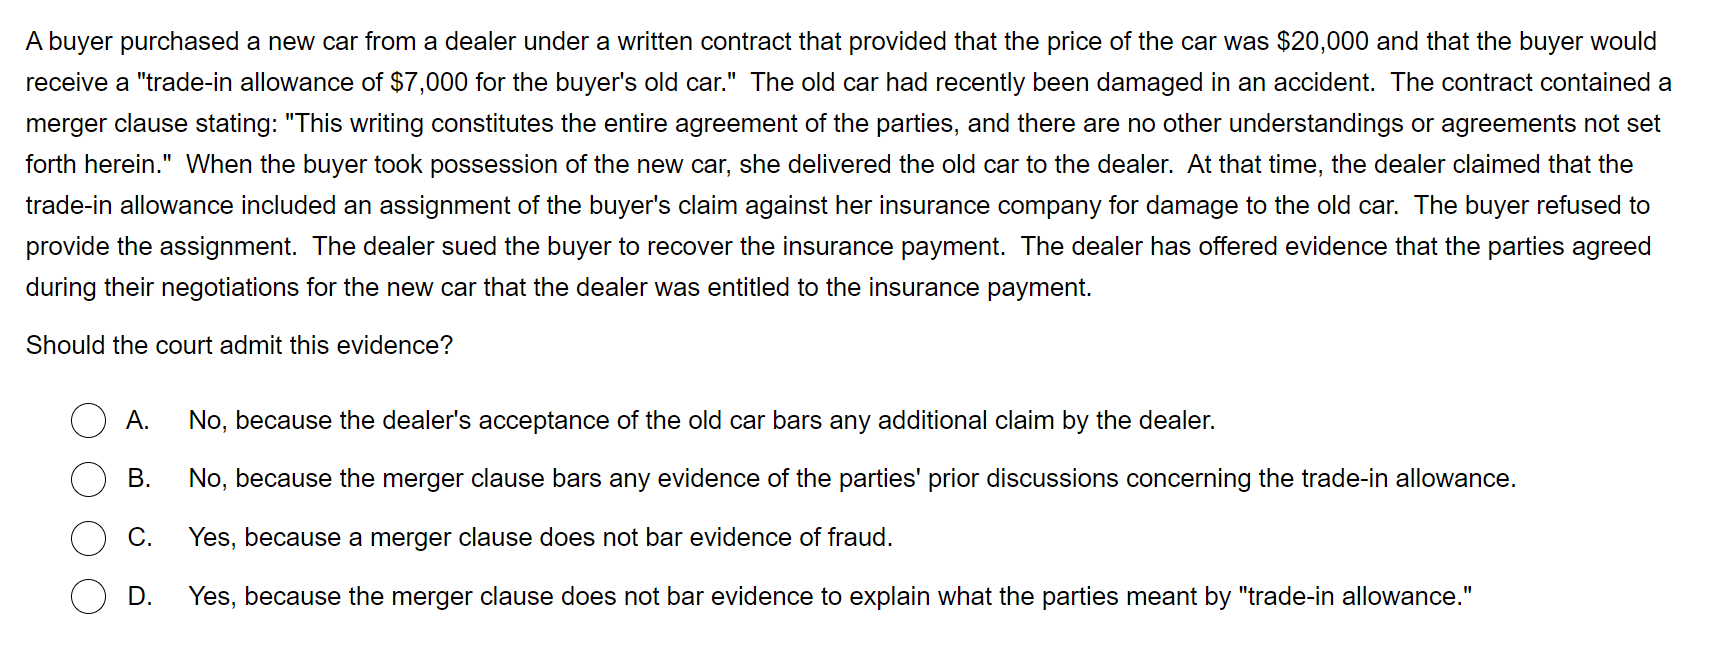 A buyer purchased a new car from a dealer under a written contract that provided that the price of the car was $20,000 and that the buyer would
receive a "trade-in allowance of $7,000 for the buyer's old car."  The old car had recently been damaged in an accident.  The contract contained a
merger clause stating: "This writing constitutes the entire agreement of the parties, and there are no other understandings or agreements not set
forth herein."  When the buyer took possession of the new car, she delivered the old car to the dealer.  At that time, the dealer claimed that the
trade-in allowance included an assignment of the buyer's claim against her insurance company for damage to the old car.  The buyer refused to
provide the assignment.  The dealer sued the buyer to recover the insurance payment.  The dealer has offered evidence that the parties agreed
during their negotiations for the new car that the dealer was entitled to the insurance payment.
Should the court admit this evidence?
A. No, because the dealer's acceptance of the old car bars any additional claim by the dealer.
B. No, because the merger clause bars any evidence of the parties' prior discussions concerning the trade-in allowance.
C. Yes, because a merger clause does not bar evidence of fraud.
D. Yes, because the merger clause does not bar evidence to explain what the parties meant by "trade-in allowance."